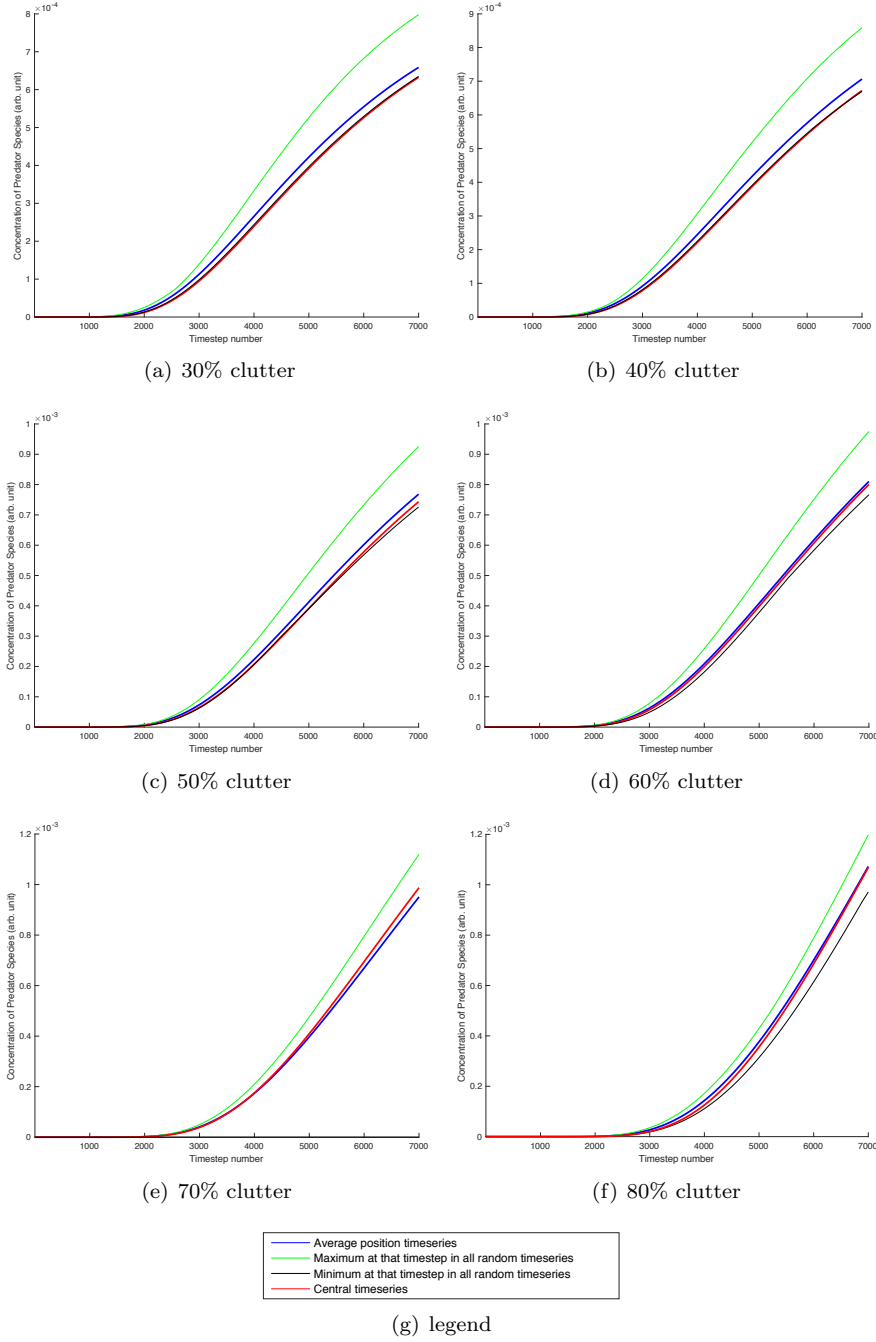 ×10-4
8
7
6
5
4
3
2
1
0
Concentration of Predator Species (arb. unit)
1000 2000 3000 4000 5000 6000 7000
Timestep number
(a) 30% clutter
×10-4
9
8
7
6
5
4
3
2
1
0
Concentration of Predator Species (arb. unit)
1000 2000 3000 4000 5000 6000 7000
Timestep number
(b) 40% clutter
×10-3
1
0.9
0.8
0.7
0.6
0.5
0.4
0.3
0.2
0.1
0
Concentration of Predator Species (arb. unit)
1000 2000 3000 4000 5000 6000 7000
Timestep number
(c) 50% clutter
×10-3
1
0.9
0.8
0.7
0.6
0.5
0.4
0.3
0.2
0.1
0
Concentration of Predator Species (arb. unit)
1000 2000 3000 4000 5000 6000 7000
Timestep number
(d) 60% clutter
×10-3
1.2
1
0.8
0.6
0.4
0.2
0
Concentration of Predator Species (arb. unit)
1000 2000 3000 4000 5000 6000 7000
Timestep number
(e) 70% clutter
×10-3
1.2
1
0.8
0.6
0.4
0.2
0
Concentration of Predator Species (arb. unit)
1000 2000 3000 4000 5000 6000 7000
Timestep number
(f) 80% clutter
Average position timeseries
Maximum at that timestep in all random timeseries
Minimum at that timestep in all random timeseries
Central timeseries
(g) legend